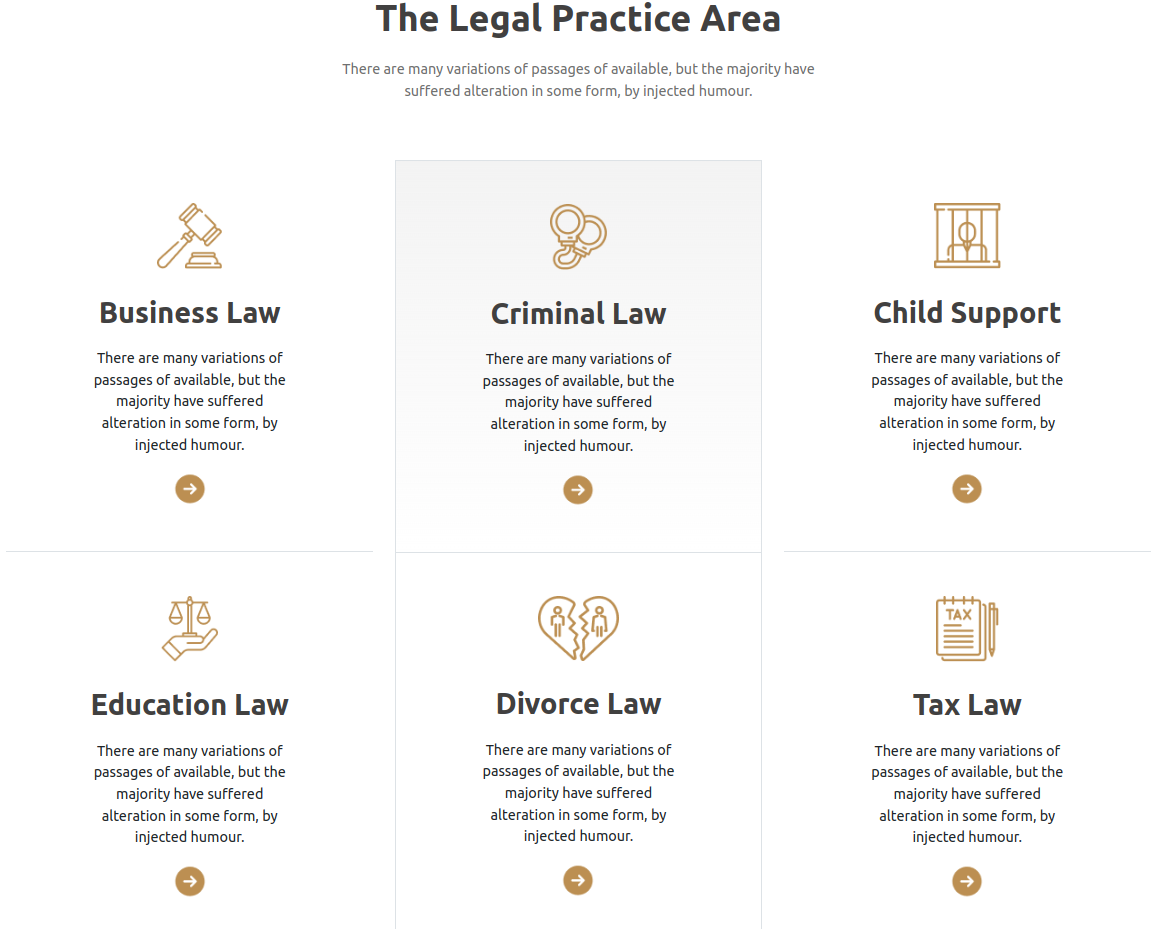 The Legal Practice Area
There are many variations of passages of available, but the majority have
suffered alteration in some form, by injected humour.
Business Law
There are many variations of
passages of available, but the
majority have suffered
alteration in some form, by
injected humour.
Criminal Law
There are many variations of
passages of available, but the
majority have suffered
alteration in some form, by
injected humour.
Child Support
There are many variations of
passages of available, but the
majority have suffered
alteration in some form, by
injected humour.
Education Law
There are many variations of
passages of available, but the
majority have suffered
alteration in some form, by
injected humour.
Divorce Law
There are many variations of
passages of available, but the
majority have suffered
alteration in some form, by
injected humour.
TAX
Tax Law
There are many variations of
passages of available, but the
majority have suffered
alteration in some form, by
injected humour.